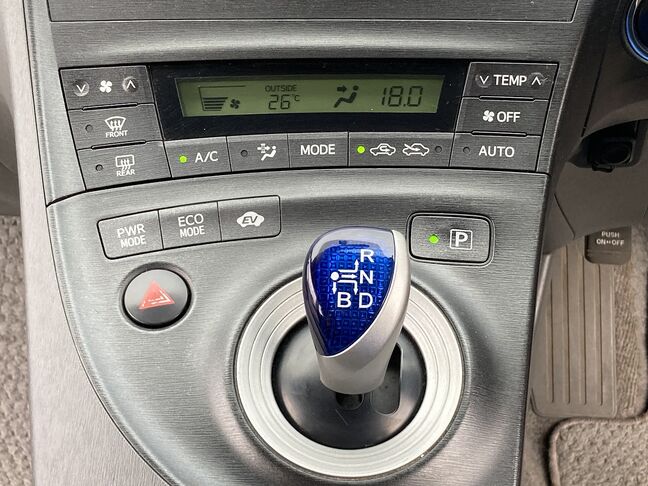 OUTSIDE
26°C
18.0
TEMP
FRONT
OFF
REAR
A/C
MODE
AUTO
PWR
MODE
ECO
MODE
EV
P
R
N
B D
PUSH
ON↔OFF